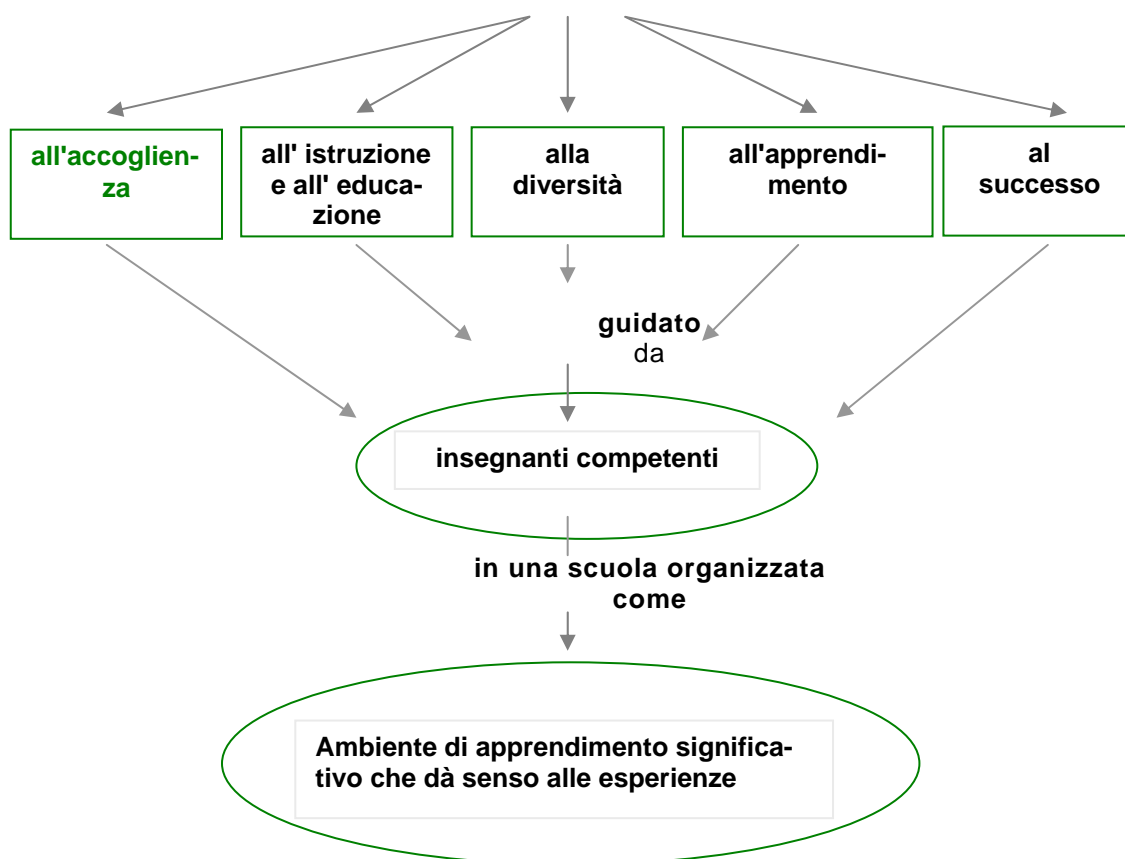 all'accoglien-
za
all' istruzione
e all' educa-
zione
alla
diversità
all'apprendi-
mento
al
successo
guidato
da
insegnanti competenti
in una scuola organizzata
come
Ambiente di apprendimento significa-
tivo che dà senso alle esperienze